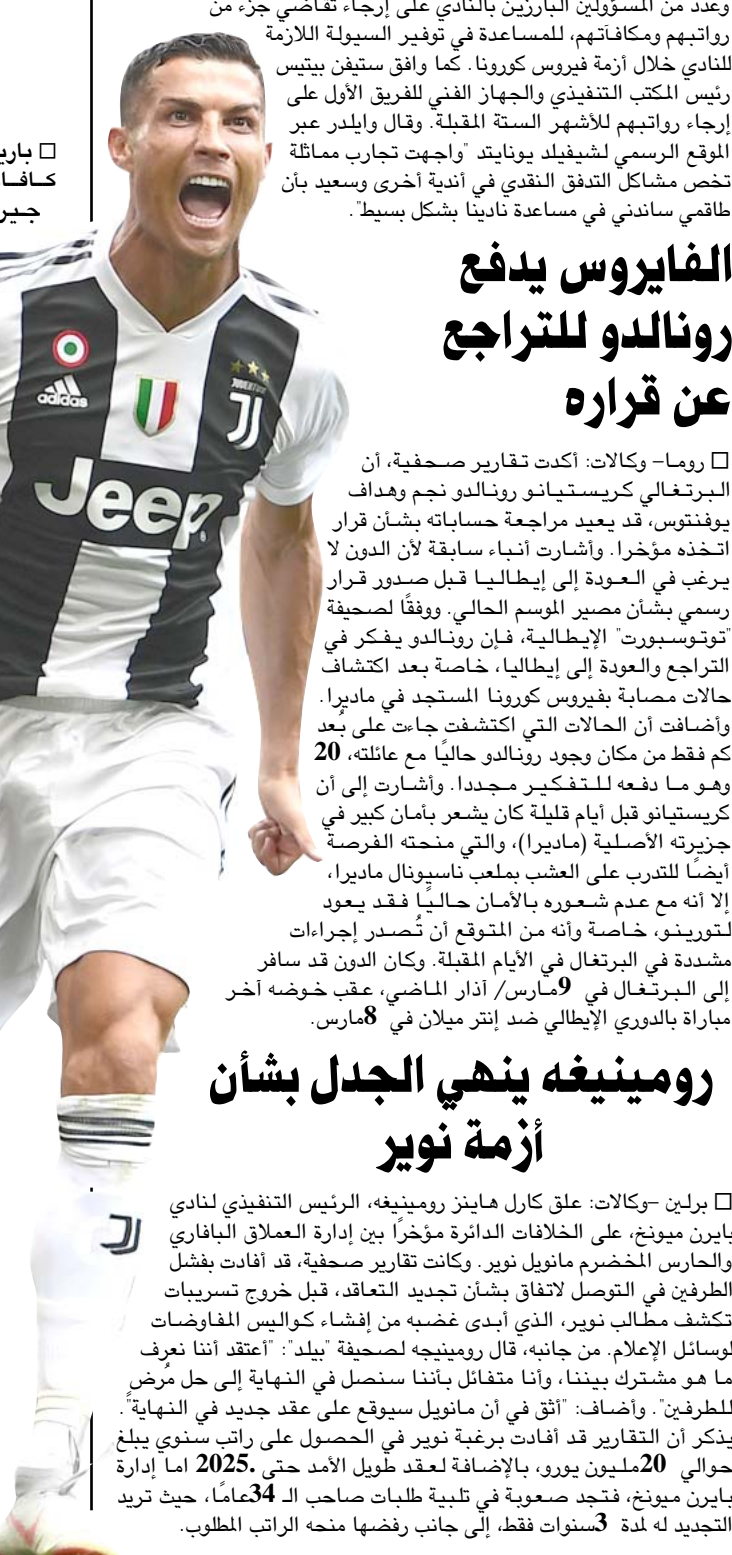 وعدد من المسؤولين البارزين بالنادي على إرجاء تقاضي جزء من
رواتبهم ومكافآتهم، للمساعدة في توفير السيولة اللازمة
للنادي خلال أزمة فيروس كورونا. كما وافق ستيفن بيتيس
رئيس المكتب التنفيذي والجهاز الفني للفريق الأول على
إرجاء رواتبهم للأشهر الستة المقبلة. وقال وايلدر عبر
الموقع الرسمي لشيفيلد يونايتد "واجهت تجارب مماثلة
تخص مشاكل التدفق النقدي في أندية أخرى وسعيد بأن
طاقمي ساندني في مساعدة نادينا بشكل بسيط".
الفايروس يدفع
رونالدو للتراجع
عن قراره
□ روما– وكالات: أكدت تقارير صحفية، أن
البرتغالي كريستيانو رونالدو نجم وهداف
يوفنتوس، قد يعيد مراجعة حساباته بشأن قرار
اتخذه مؤخرا. وأشارت أنباء سابقة لأن الدون لا
يرغب في العودة إلى إيطاليا قبل صدور قرار
رسمي بشأن مصير الموسم الحالي. ووفقًا لصحيفة
"توتوسبورت" الإيطالية، فإن رونالدو يفكر في
التراجع والعودة إلى إيطاليا، خاصة بعد اكتشاف
حالات مصابة بفيروس كورونا المستجد في ماديرا.
وأضافت أن الحالات التي اكتشفت جاءت على بُعد
20 كم فقط من مكان وجود رونالدو حاليًا مع عائلته،
وهو ما دفعه للتفكير مجددا. وأشارت إلى أن
كريستيانو قبل أيام قليلة كان يشعر بأمان كبير في
جزيرته الأصلية (ماديرا)، والتي منحته الفرصة
أيضًا للتدرب على العشب بملعب ناسيونال ماديرا،
إلا أنه مع عدم شعوره بالأمان حاليًا فقد يعود
لتورينو، خاصة وأنه من المتوقع أن تُصدر إجراءات
مشددة في البرتغال في الأيام المقبلة. وكان الدون قد سافر
إلى البرتغال في 9مارس/ آذار الماضي، عقب خوضه آخر
مباراة بالدوري الإيطالي ضد إنتر ميلان في 8مارس.
رومينيغه ينهي الجدل بشأن
أزمة نوير
□ برلين –وكالات: علق كارل هاينز رومينيغه، الرئيس التنفيذي لنادي
بايرن ميونخ، على الخلافات الدائرة مؤخرًا بين إدارة العملاق البافاري
والحارس المخضرم مانويل نوير. وكانت تقارير صحفية، قد أفادت بفشل
الطرفين في التوصل لاتفاق بشأن تجديد التعاقد، قبل خروج تسريبات
تكشف مطالب نوير، الذي أبدى غضبه من إفشاء كواليس المفاوضات
لوسائل الإعلام. من جانبه، قال رومينيجه لصحيفة "بيلد": "أعتقد أننا نعرف
ما هو مشترك بيننا، وأنا متفائل بأننا سنصل في النهاية إلى حل مُرضٍ
للطرفين". وأضاف: "أثق في أن مانويل سيوقع على عقد جديد في النهاية".
يذكر أن التقارير قد أفادت برغبة نوير في الحصول على راتب سنوي يبلغ
حوالي 20مليون يورو، بالإضافة لعقد طويل الأمد حتى 2025. اما إدارة
بايرن ميونخ، فتجد صعوبة في تلبية طلبات صاحب الـ 34عامًا، حيث تريد
التجديد له لمدة 3سنوات فقط، إلى جانب رفضها منحه الراتب المطلوب.
adidas
JUVENTUS
Jeep